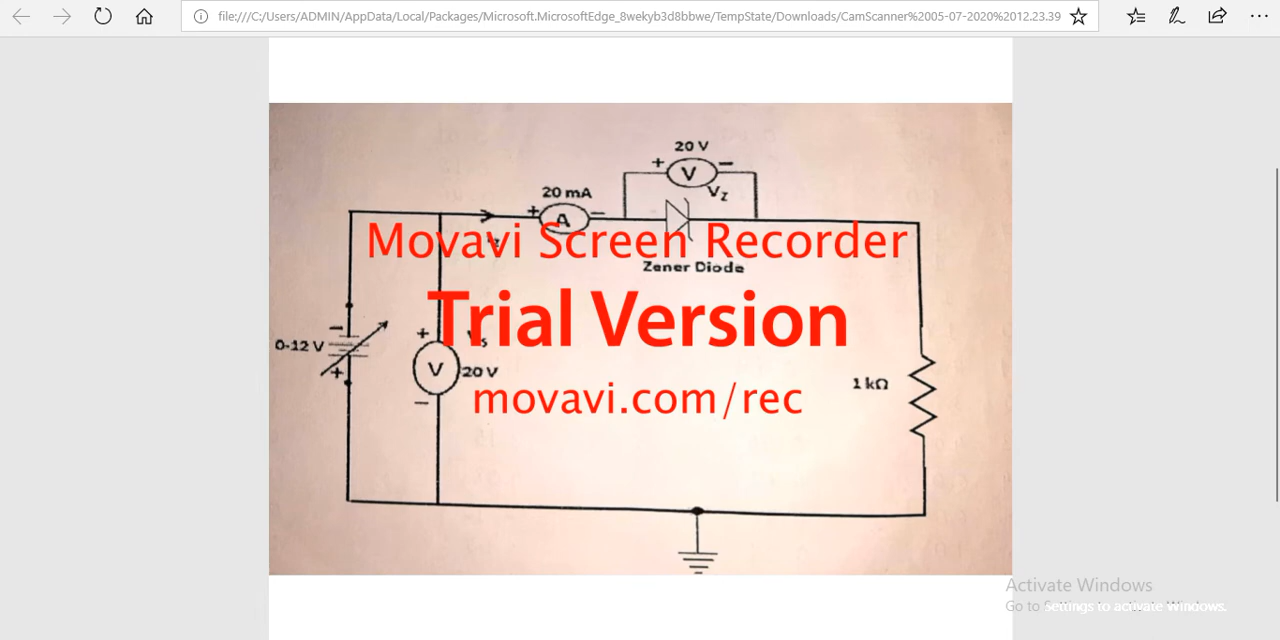 file:///C:/Users/ADMIN/AppData/Local/Packages/Microsoft.MicrosoftEdge_8wekyb3d8bbwe/TempState/Downloads/CamScanner%2005-07-2020%2012.23.39
20 V
+ V −
V_Z
20 mA
+ A −
Movavi Screen Recorder
Zener Diode
Trial Version
−
0-12 V
+
+
V
20 V
−
1 kΩ
movavi.com/rec
Activate Windows
Go to Settings to activate Windows.